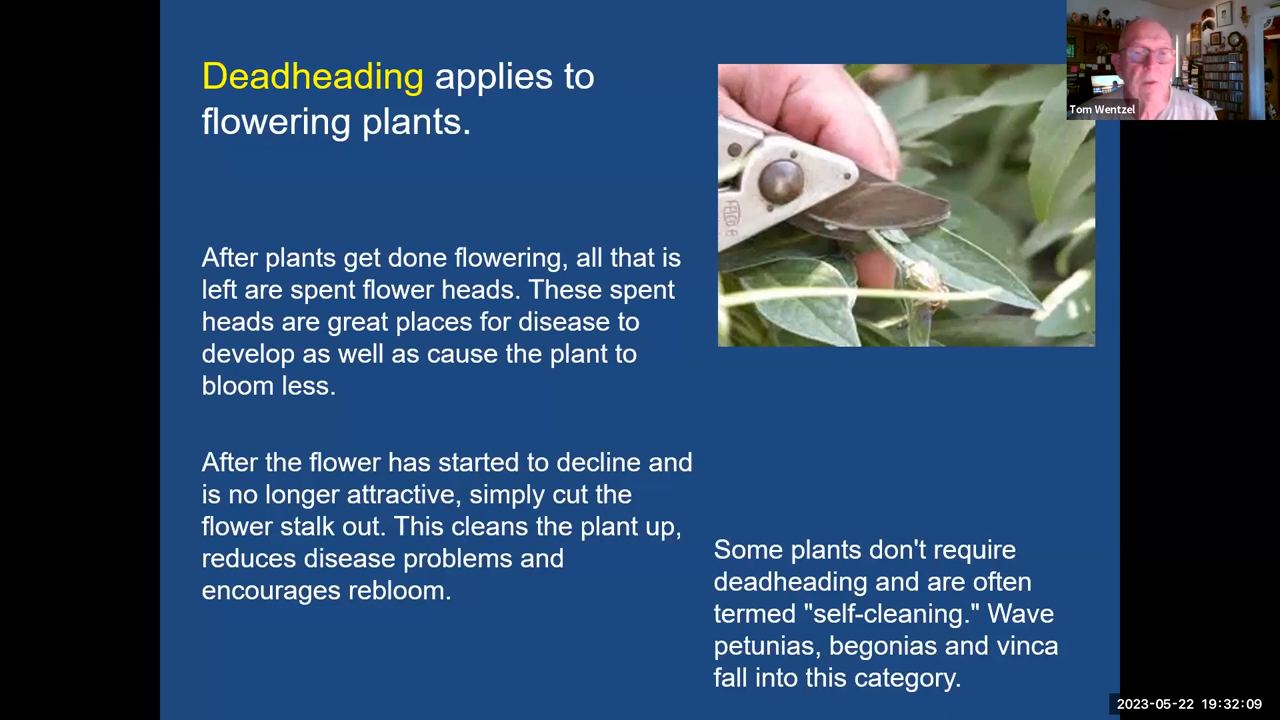 Deadheading applies to
flowering plants.
After plants get done flowering, all that is
left are spent flower heads. These spent
heads are great places for disease to
develop as well as cause the plant to
bloom less.
After the flower has started to decline and
is no longer attractive, simply cut the
flower stalk out. This cleans the plant up,
reduces disease problems and
encourages rebloom.
Some plants don't require
deadheading and are often
termed "self-cleaning." Wave
petunias, begonias and vinca
fall into this category.
Tom Wentzel
2023-05-22 19:32:09